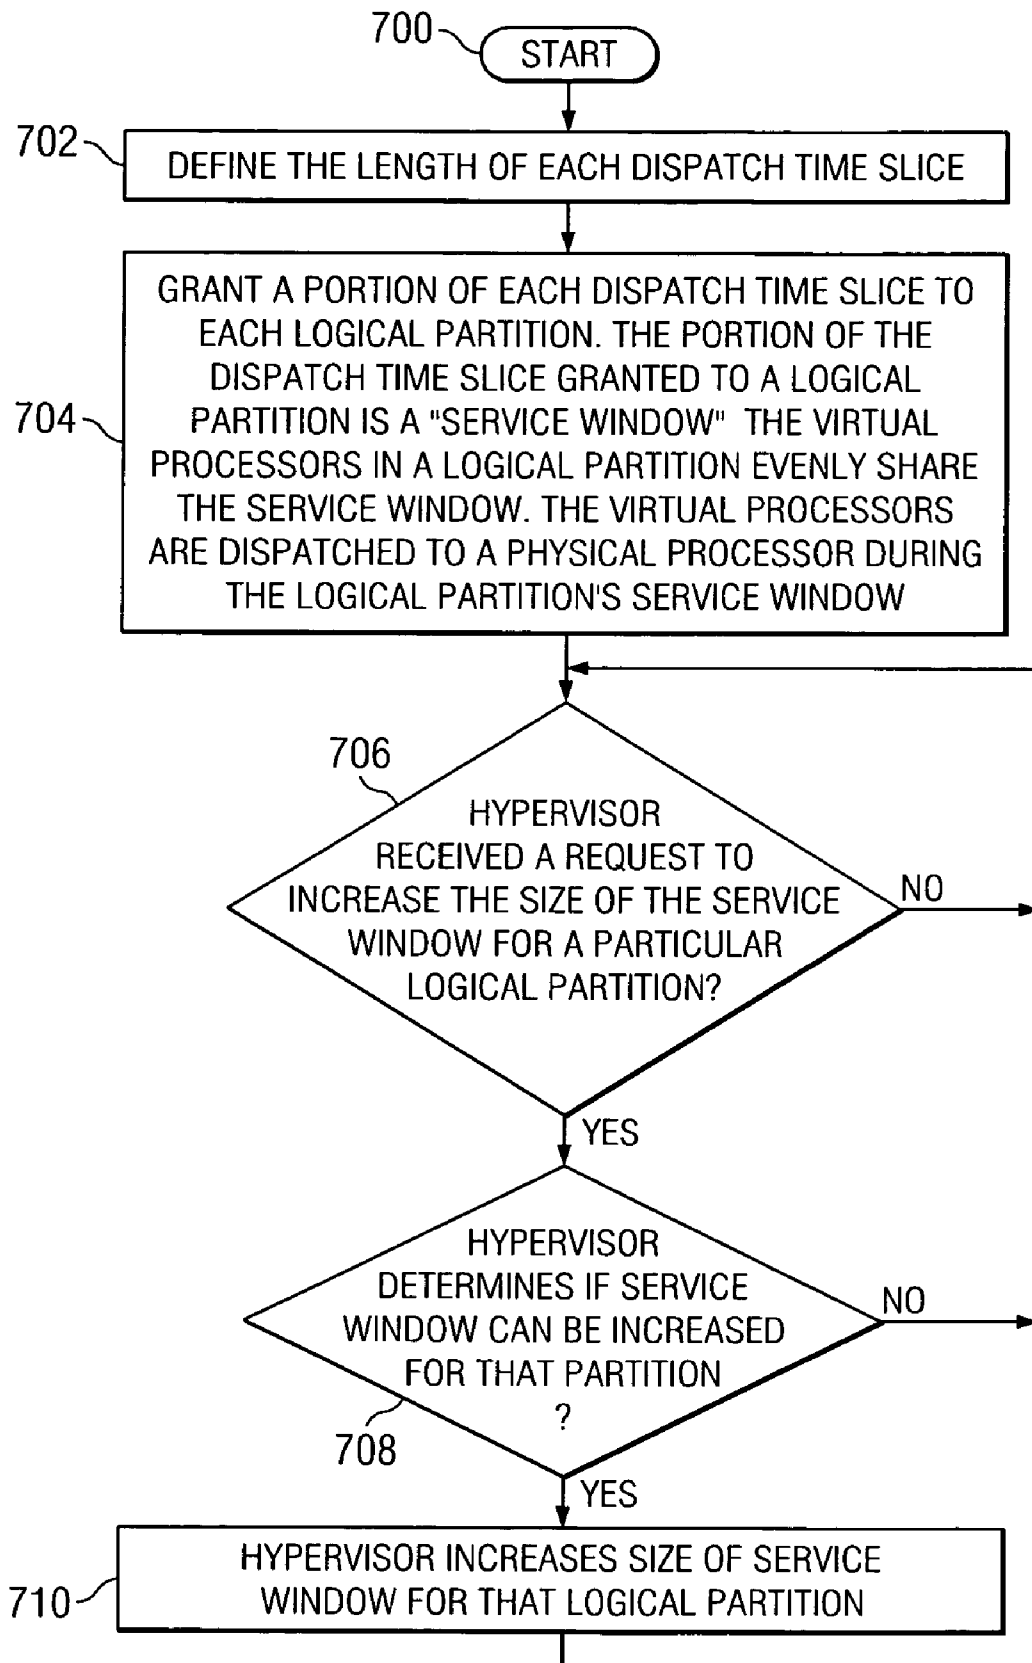 700
START
702
DEFINE THE LENGTH OF EACH DISPATCH TIME SLICE
GRANT A PORTION OF EACH DISPATCH TIME SLICE TO
EACH LOGICAL PARTITION. THE PORTION OF THE
DISPATCH TIME SLICE GRANTED TO A LOGICAL
704
PARTITION IS A "SERVICE WINDOW" THE VIRTUAL
PROCESSORS IN A LOGICAL PARTITION EVENLY SHARE
THE SERVICE WINDOW. THE VIRTUAL PROCESSORS
ARE DISPATCHED TO A PHYSICAL PROCESSOR DURING
THE LOGICAL PARTITION'S SERVICE WINDOW
706
HYPERVISOR
RECEIVED A REQUEST TO
INCREASE THE SIZE OF THE SERVICE
WINDOW FOR A PARTICULAR
LOGICAL PARTITION?
NO
YES
HYPERVISOR
DETERMINES IF SERVICE
WINDOW CAN BE INCREASED
FOR THAT PARTITION
?
NO
708
YES
HYPERVISOR INCREASES SIZE OF SERVICE
WINDOW FOR THAT LOGICAL PARTITION
710